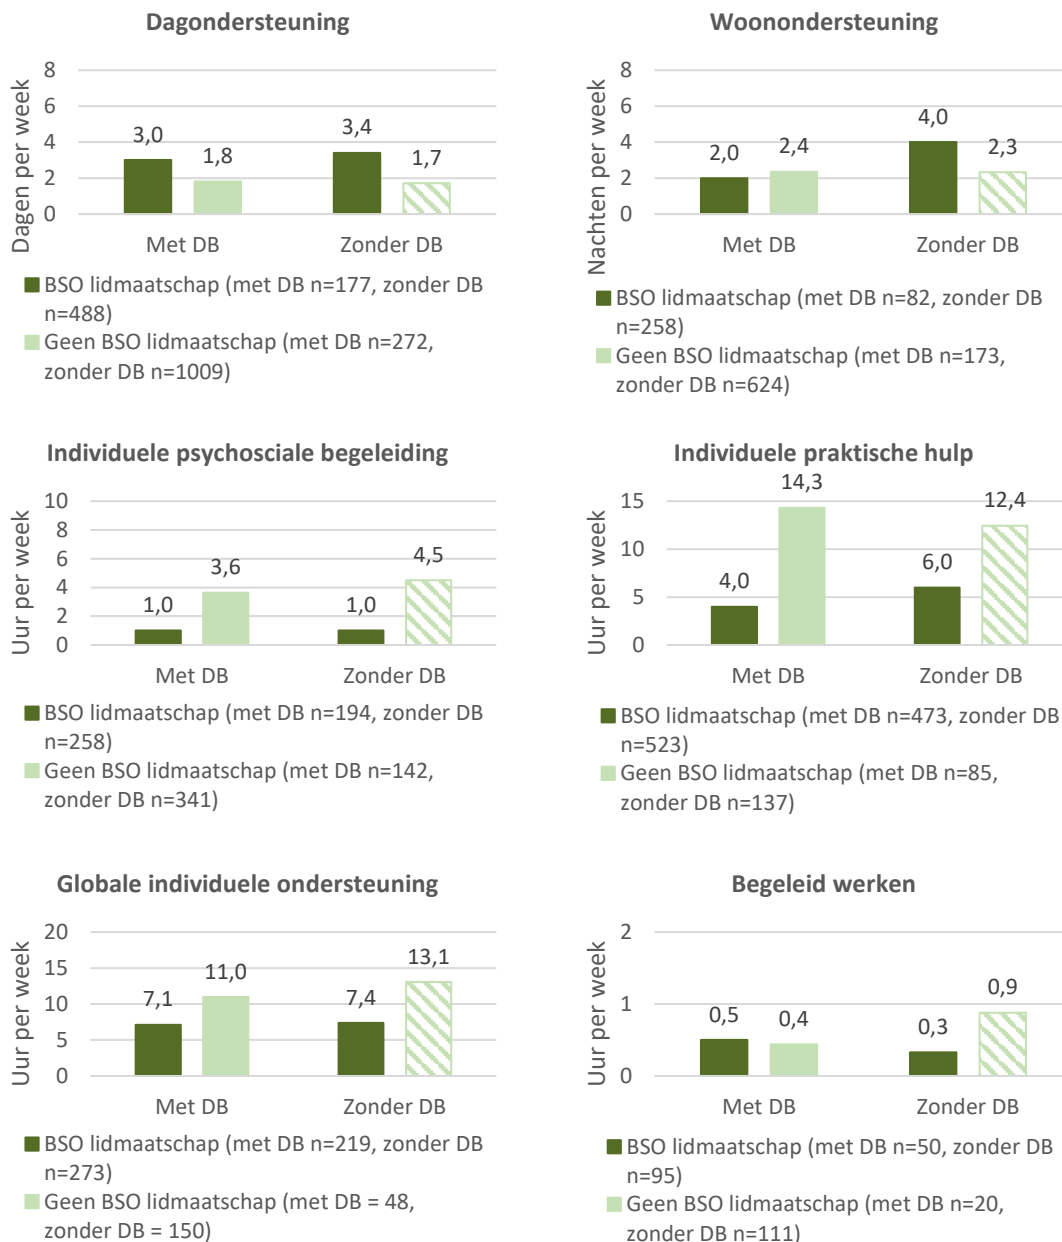 Dagondersteuning
Dagen per week
8
6
4
2
0
3,0
1,8
3,4
1,7
Met DB
Zonder DB
BSO lidmaatschap (met DB n=177, zonder DB
n=488)
Geen BSO lidmaatschap (met DB n=272,
zonder DB n=1009)
Woonondersteuning
Nachten per week
8
6
4
2
0
2,0
2,4
4,0
2,3
Met DB
Zonder DB
BSO lidmaatschap (met DB n=82, zonder DB
n=258)
Geen BSO lidmaatschap (met DB n=173,
zonder DB n=624)
Individuele psychosciale begeleiding
Uur per week
10
8
6
4
2
0
1,0
3,6
1,0
4,5
Met DB
Zonder DB
BSO lidmaatschap (met DB n=194, zonder DB
n=258)
Geen BSO lidmaatschap (met DB n=142,
zonder DB n=341)
Individuele praktische hulp
Uur per week
15
10
5
0
4,0
14,3
6,0
12,4
Met DB
Zonder DB
BSO lidmaatschap (met DB n=473, zonder DB
n=523)
Geen BSO lidmaatschap (met DB n=85,
zonder DB n=137)
Globale individuele ondersteuning
Uur per week
20
15
10
5
0
7,1
11,0
7,4
13,1
Met DB
Zonder DB
BSO lidmaatschap (met DB n=219, zonder DB
n=273)
Geen BSO lidmaatschap (met DB = 48,
zonder DB = 150)
Begeleid werken
Uur per week
2
1
0
0,5
0,4
0,3
0,9
Met DB
Zonder DB
BSO lidmaatschap (met DB n=50, zonder DB
n=95)
Geen BSO lidmaatschap (met DB n=20,
zonder DB n=111)